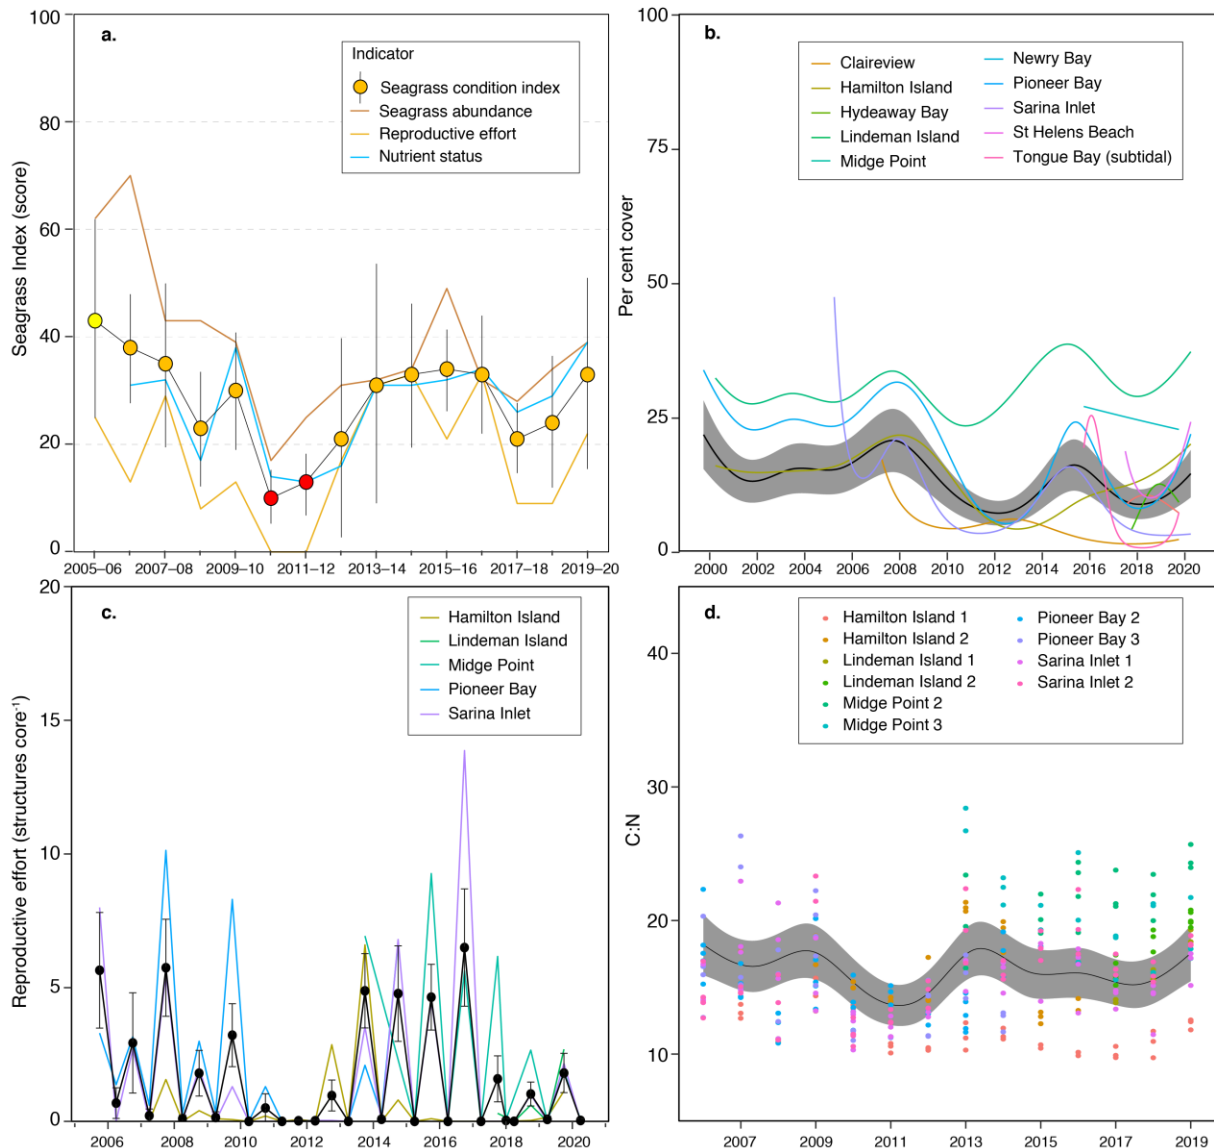 a.
Seagrass Index (score)
100
80
60
40
20
0
Indicator
Seagrass condition index
Seagrass abundance
Reproductive effort
Nutrient status
2005–06 2007–08 2009–10 2011–12 2013–14 2015–16 2017–18 2019–20
b.
Per cent cover
100
75
50
25
0
Claireview
Hamilton Island
Hydeaway Bay
Lindeman Island
Midge Point
Newry Bay
Pioneer Bay
Sarina Inlet
St Helens Beach
Tongue Bay (subtidal)
2000 2002 2004 2006 2008 2010 2012 2014 2016 2018 2020
c.
Reproductive effort (structures core⁻¹)
20
15
10
5
0
Hamilton Island
Lindeman Island
Midge Point
Pioneer Bay
Sarina Inlet
2006 2008 2010 2012 2014 2016 2018 2020
d.
C:N
40
30
20
10
Hamilton Island 1
Hamilton Island 2
Lindeman Island 1
Lindeman Island 2
Midge Point 2
Midge Point 3
Pioneer Bay 2
Pioneer Bay 3
Sarina Inlet 1
Sarina Inlet 2
2007 2009 2011 2013 2015 2017 2019